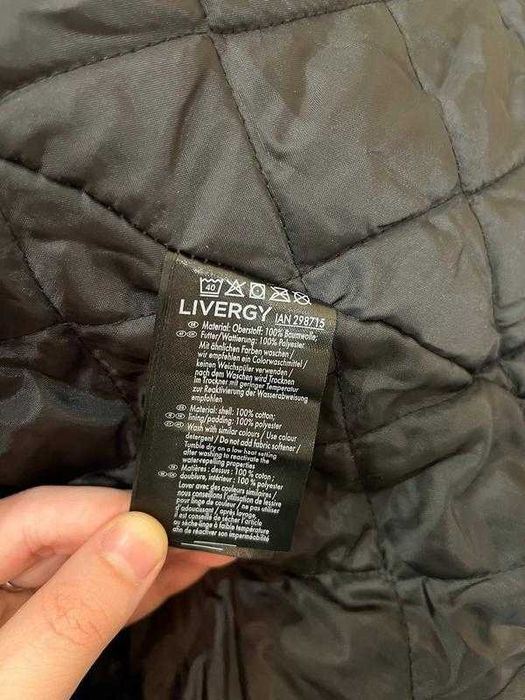 40
LIVERGY IAN 298715
Material: Oberstoff: 100% Baumwolle;
Futter/Wattierung: 100% Polyester
Mit ähnlichen Farben waschen/
wir empfehlen ein Colorwaschmittel/
keinen Weichspüler verwenden/
nach dem Waschen wird Trocknen
im Trockner mit geringer Temperatur
zur Reaktivierung der Wasserabweisung
empfohlen
Material: shell: 100% cotton;
lining/padding: 100% polyester
Wash with similar colours / Use colour
detergent / Do not add fabric softener /
Tumble dry on a low heat setting
after washing to reactivate the
water-repelling properties
Matières: dessus: 100% coton;
doublure, intérieur: 100% polyester
Laver avec des couleurs similaires/
nous conseillons l'utilisation de lessive
pour linge de couleur / ne pas utiliser
d'adoucissant / après lavage,
il est conseillé de sécher l'article
au sèche-linge à faible température
afin de réactiver son imperméabilité